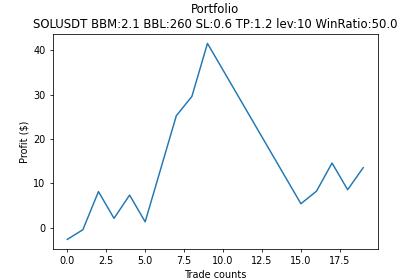 Portfolio
SOLUSDT BBM:2.1 BBL:260 SL:0.6 TP:1.2 lev:10 WinRatio:50.0
40
30
20
10
0
Profit ($)
0.0 2.5 5.0 7.5 10.0 12.5 15.0 17.5
Trade counts